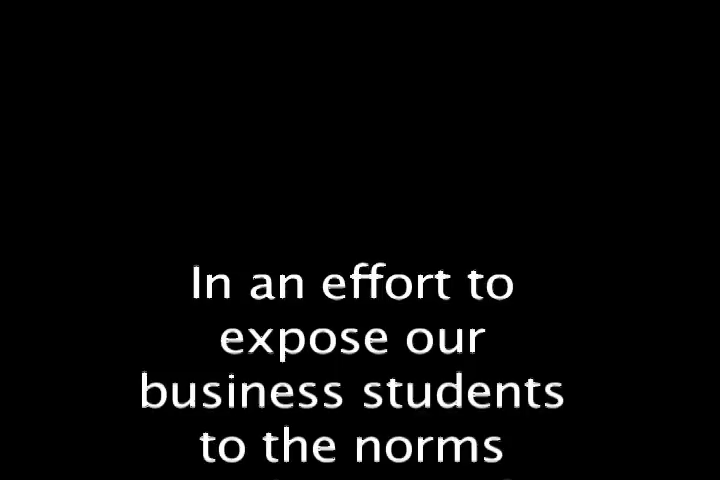 In an effort to
expose our
business students
to the norms